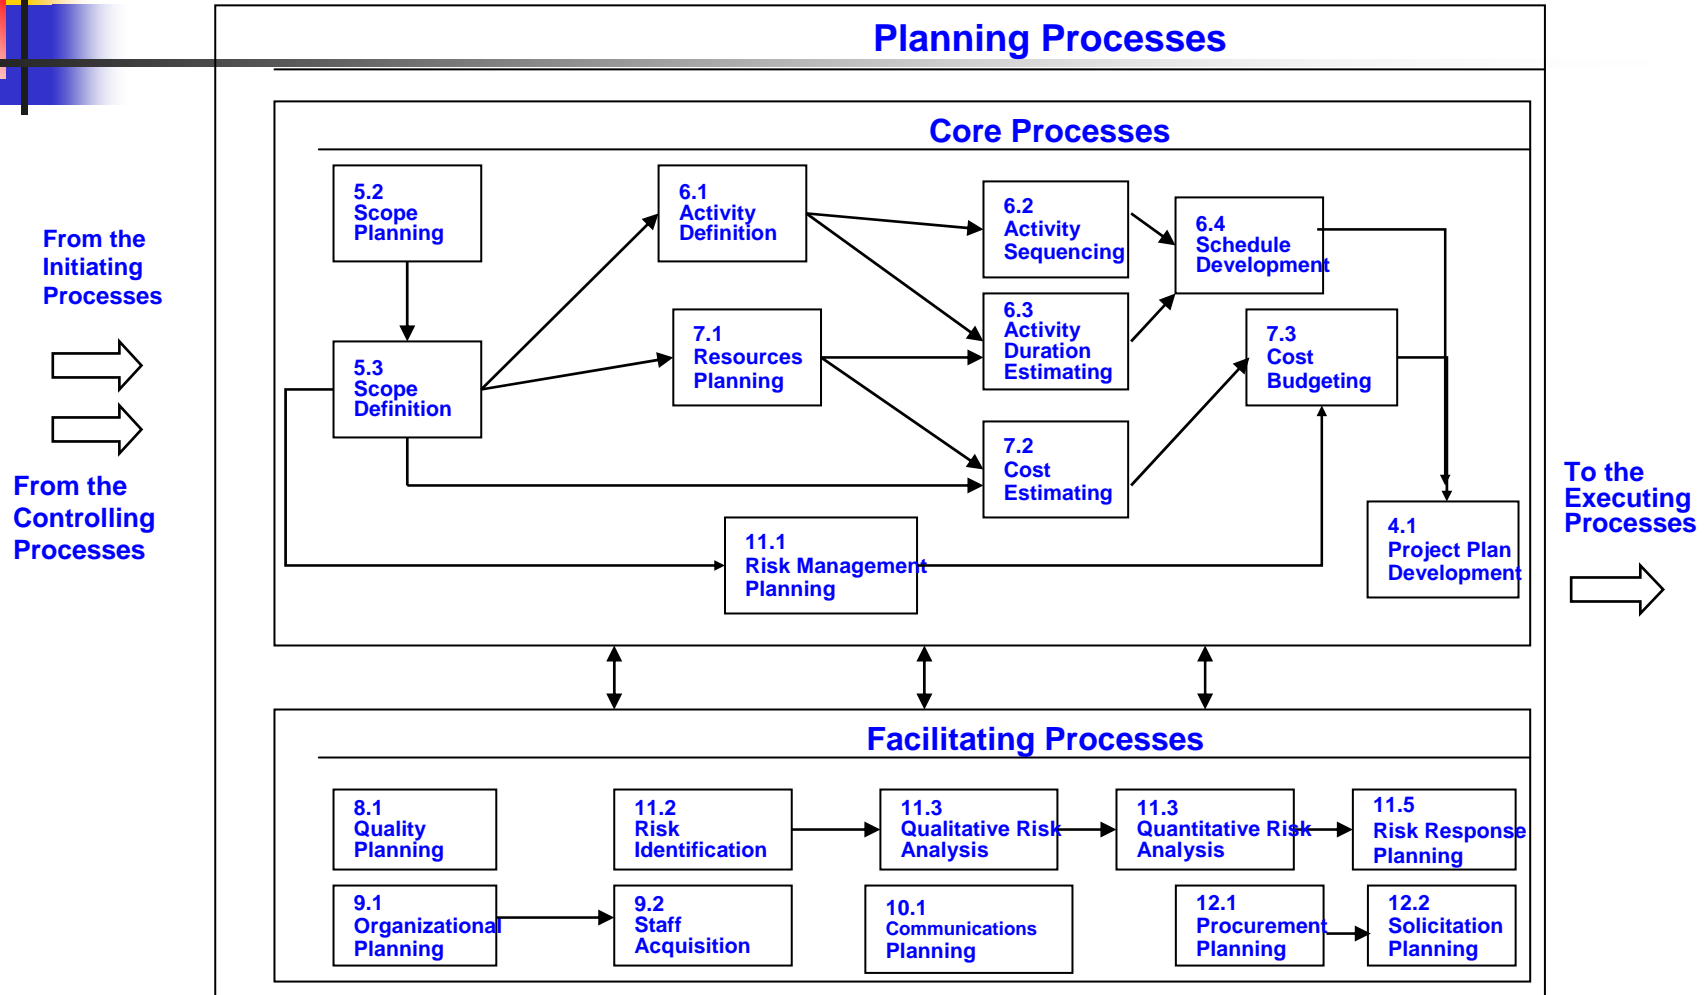 Planning Processes
Core Processes
5.2
Scope
Planning
6.1
Activity
Definition
6.2
Activity
Sequencing
6.4
Schedule
Development
From the
Initiating
Processes
5.3
Scope
Definition
7.1
Resources
Planning
6.3
Activity
Duration
Estimating
7.3
Cost
Budgeting
7.2
Cost
Estimating
From the
Controlling
Processes
11.1
Risk Management
Planning
4.1
Project Plan
Development
To the
Executing
Processes
Facilitating Processes
8.1
Quality
Planning
11.2
Risk
Identification
11.3
Qualitative Risk
Analysis
11.3
Quantitative Risk
Analysis
11.5
Risk Response
Planning
9.1
Organizational
Planning
9.2
Staff
Acquisition
10.1
Communications
Planning
12.1
Procurement
Planning
12.2
Solicitation
Planning